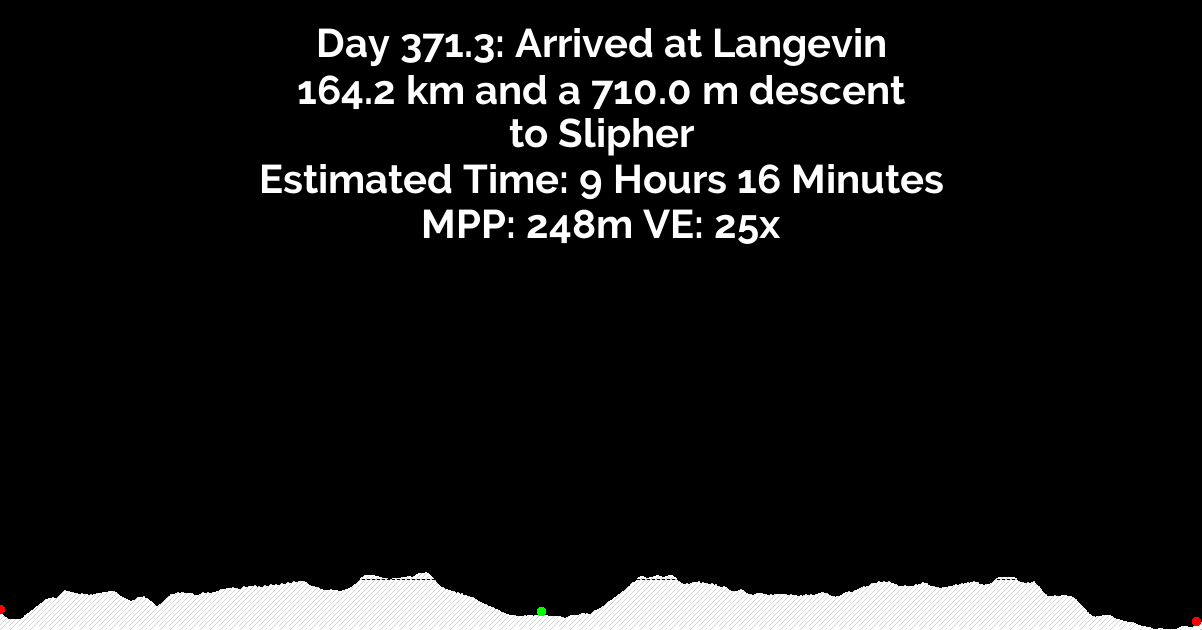 Day 371.3: Arrived at Langevin
164.2 km and a 710.0 m descent
to Slipher
Estimated Time: 9 Hours 16 Minutes
MPP: 248m VE: 25x